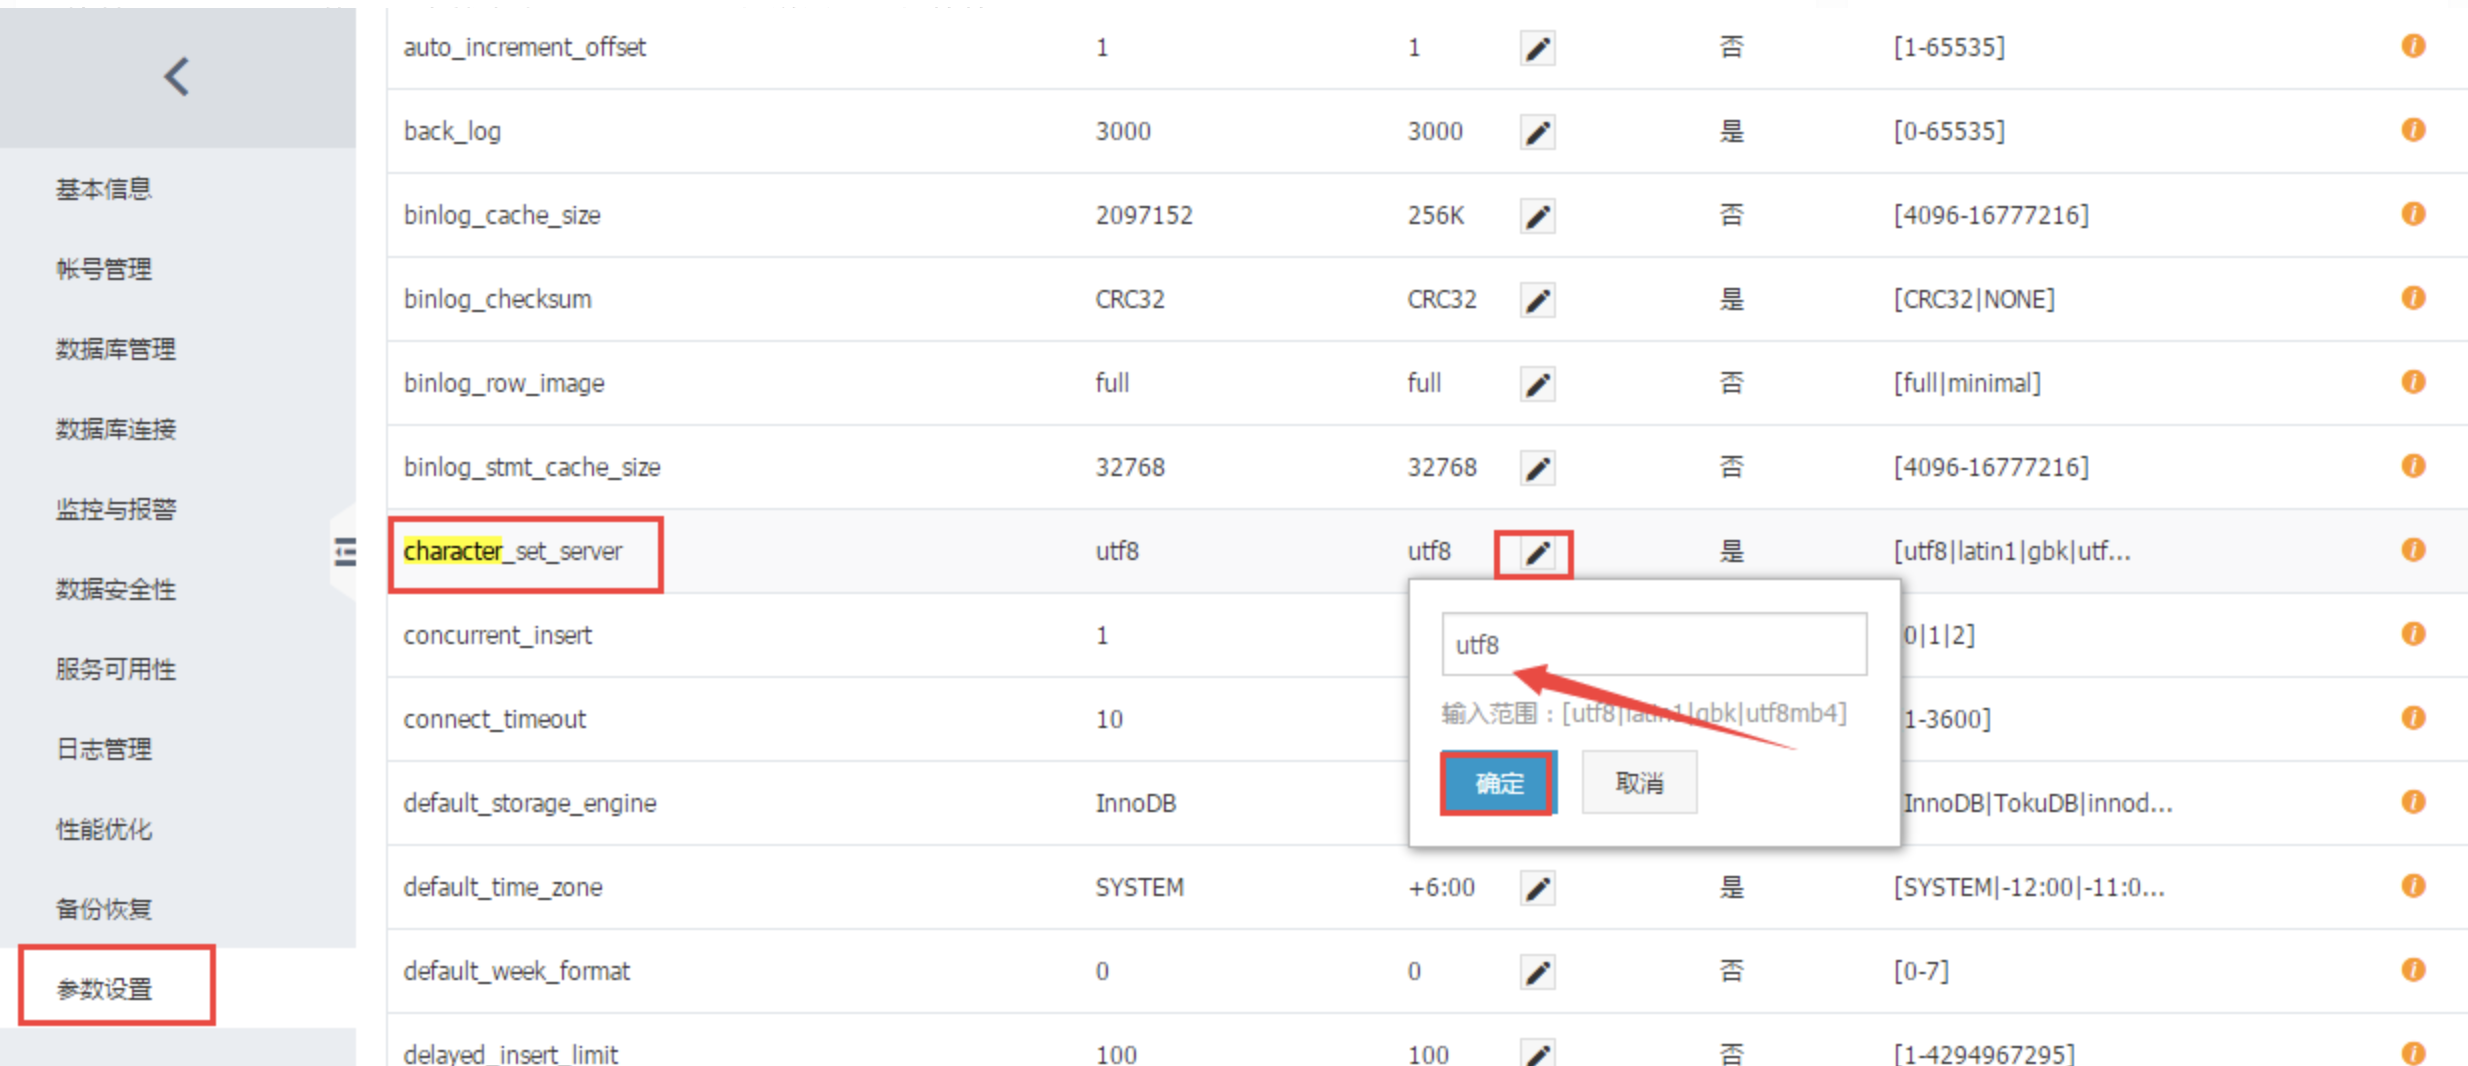 auto_increment_offset 1 1 否 [1-65535]
back_log 3000 3000 是 [0-65535]
基本信息
binlog_cache_size 2097152 256K 否 [4096-16777216]
帐号管理
binlog_checksum CRC32 CRC32 是 [CRC32|NONE]
数据库管理
binlog_row_image full full 否 [full|minimal]
数据库连接
binlog_stmt_cache_size 32768 32768 否 [4096-16777216]
监控与报警
character_set_server utf8 utf8 是 [utf8|latin1|gbk|utf...
数据安全性
concurrent_insert 1 0|1|2]
utf8
服务可用性
输入范围：[utf8|latin1|gbk|utf8mb4]
connect_timeout 10 1-3600]
日志管理
确定 取消
default_storage_engine InnoDB InnoDB|TokuDB|innod...
性能优化
default_time_zone SYSTEM +6:00 是 [SYSTEM|-12:00|-11:0...
备份恢复
default_week_format 0 0 否 [0-7]
参数设置
delayed_insert_limit 100 100 否 [1-4294967295]